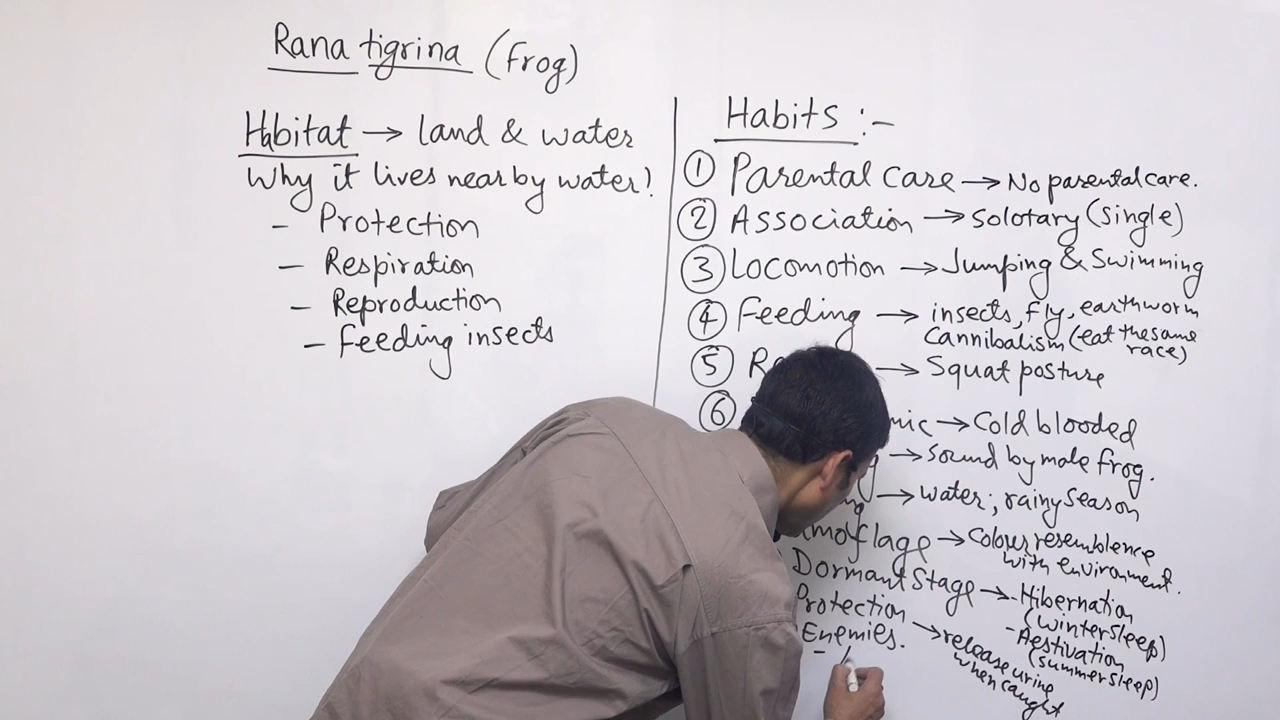 Rana tigrina (frog)
Habitat → land & water
Why it lives nearby water?
- Protection
- Respiration
- Reproduction
- Feeding insects
Habits :-
① Parental care → No parental care.
② Association → Solotary (single)
③ Locomotion → Jumping & Swimming
④ Feeding → insects, fly, earthworm
Cannibalism (eat the same
race)
⑤ → Squat posture
⑥ mic → Cold blooded
→ Sound by male frog.
→ water; rainy season
moflage → Colour resemblence
with environment.
Dormant Stage → - Hibernation
(winter sleep)
- Aestivation
(summer sleep)
Protection → release urine
when caught
Enemies.
-